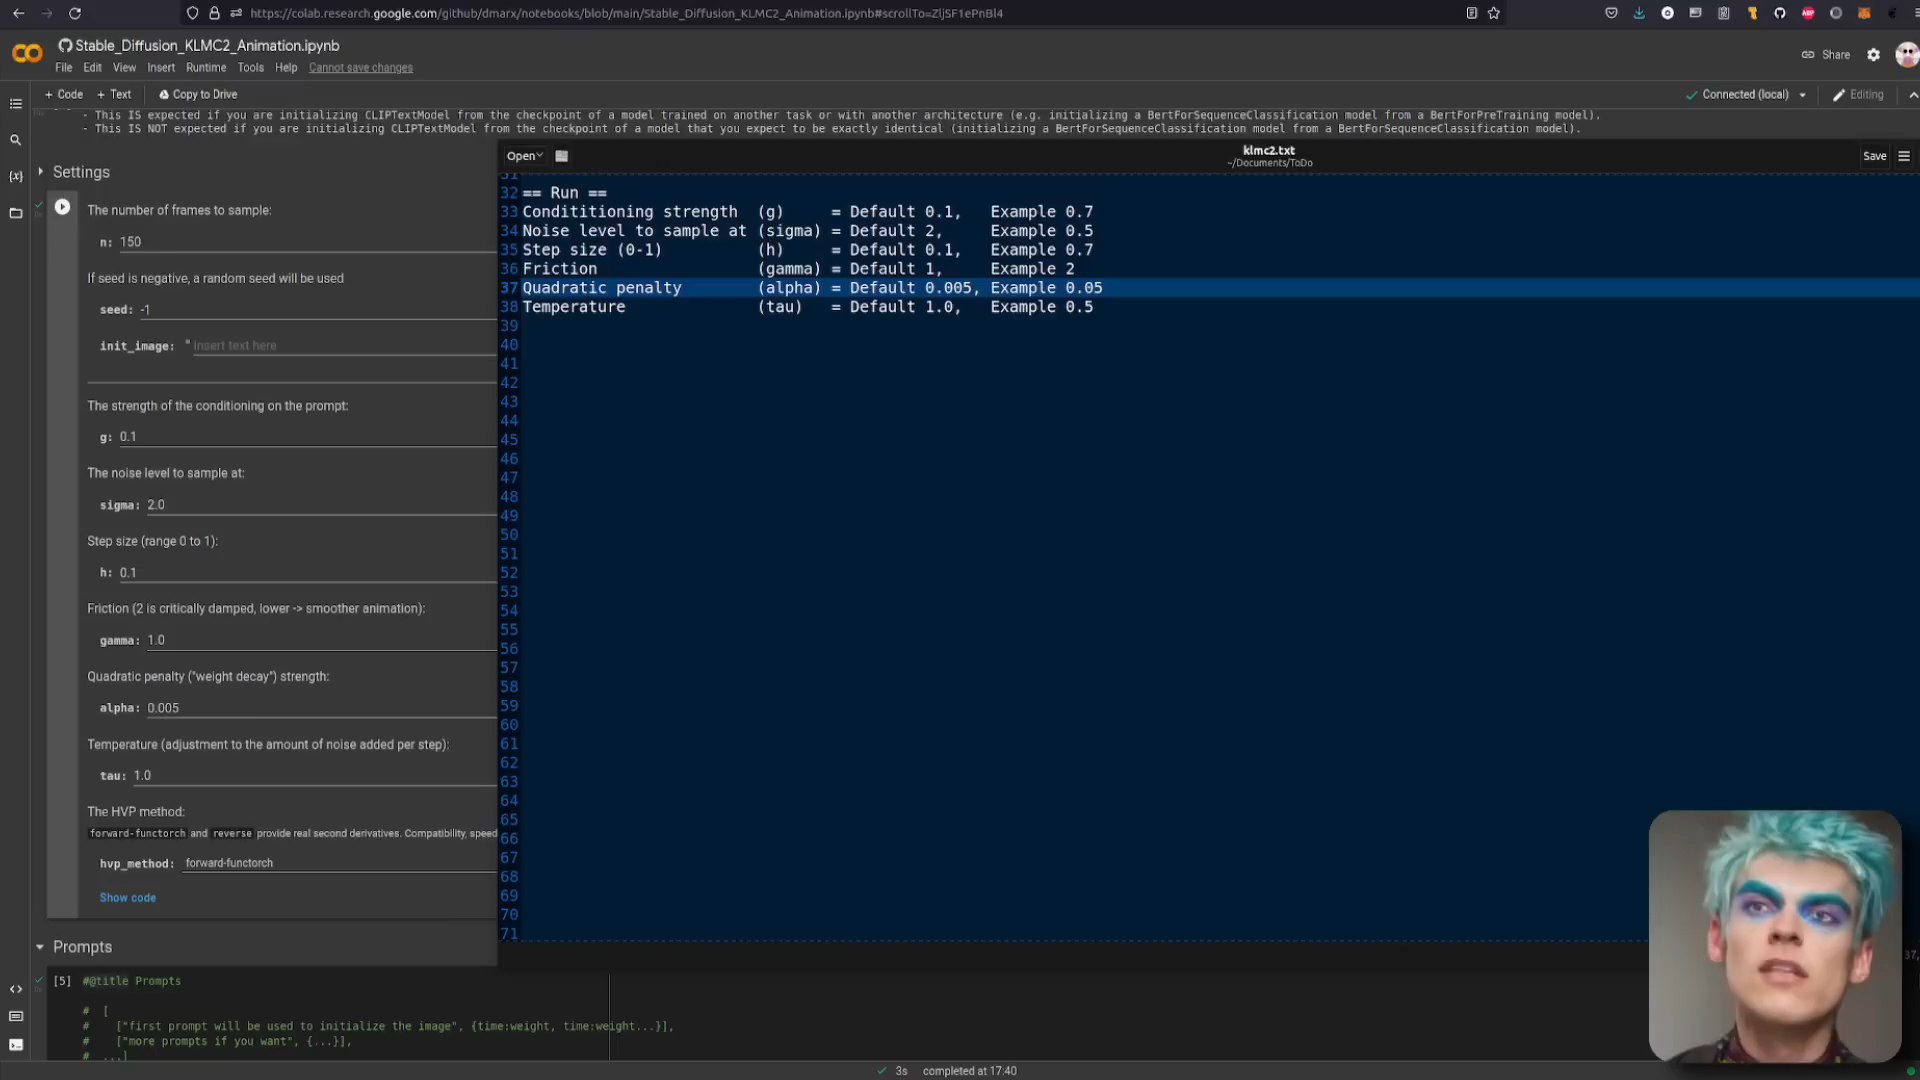 https://colab.research.google.com/github/dmarx/notebooks/blob/main/Stable_Diffusion_KLMC2_Animation.ipynb#scrollTo=ZljSF1ePnBl4
Stable_Diffusion_KLMC2_Animation.ipynb
Share
File Edit View Insert Runtime Tools Help Cannot save changes
+ Code + Text Copy to Drive
Connected (local)
Editing
- This IS expected if you are initializing CLIPTextModel from the checkpoint of a model trained on another task or with another architecture (e.g. initializing a BertForSequenceClassification model from a BertForPreTraining model).
- This IS NOT expected if you are initializing CLIPTextModel from the checkpoint of a model that you expect to be exactly identical (initializing a BertForSequenceClassification model from a BertForSequenceClassification model).
Settings
The number of frames to sample:
n: 150
If seed is negative, a random seed will be used
seed: -1
init_image: " Insert text here
The strength of the conditioning on the prompt:
g: 0.1
The noise level to sample at:
sigma: 2.0
Step size (range 0 to 1):
h: 0.1
Friction (2 is critically damped, lower -> smoother animation):
gamma: 1.0
Quadratic penalty ("weight decay") strength:
alpha: 0.005
Temperature (adjustment to the amount of noise added per step):
tau: 1.0
The HVP method:
forward-functorch and reverse provide real second derivatives. Compatibility, speed
hvp_method: forward-functorch
Show code
Prompts
[5] #@title Prompts
# [
# ["first prompt will be used to initialize the image", {time:weight, time:weight...}],
# ["more prompts if you want", {...}],
# ...]
Open
klmc2.txt
~/Documents/ToDo
Save
31
32 == Run ==
33 Condititioning strength (g) = Default 0.1, Example 0.7
34 Noise level to sample at (sigma) = Default 2, Example 0.5
35 Step size (0-1) (h) = Default 0.1, Example 0.7
36 Friction (gamma) = Default 1, Example 2
37 Quadratic penalty (alpha) = Default 0.005, Example 0.05
38 Temperature (tau) = Default 1.0, Example 0.5
39
40
41
42
43
44
45
46
47
48
49
50
51
52
53
54
55
56
57
58
59
60
61
62
63
64
65
66
67
68
69
70
71
37,
3s completed at 17:40